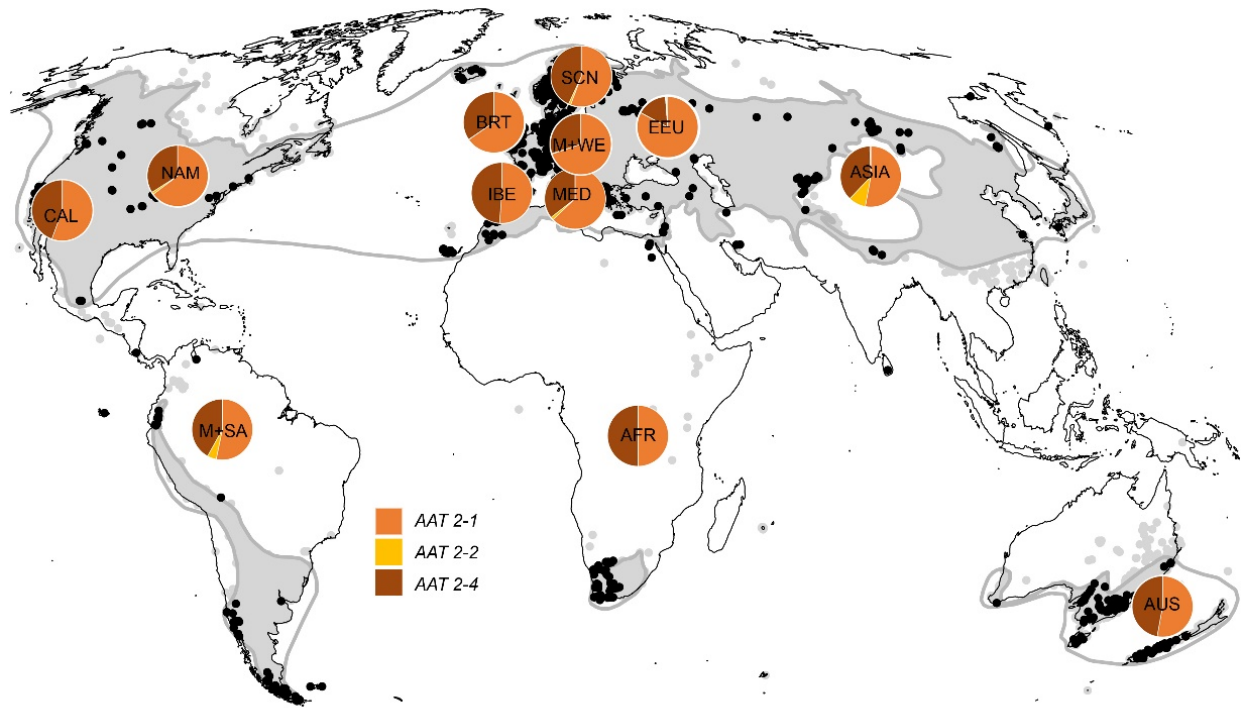 SCN
BRT
EEU
M+WE
NAM
ASIA
IBE
MED
CAL
M+SA
AFR
AAT 2-1
AAT 2-2
AAT 2-4
AUS